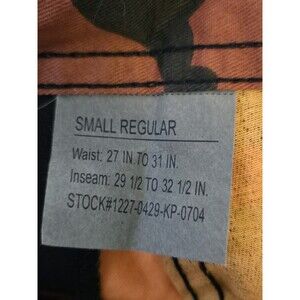 SMALL REGULAR
Waist: 27 IN TO 31 IN.
Inseam: 29 1/2 TO 32 1/2 IN.
STOCK#1227-0429-KP-0704